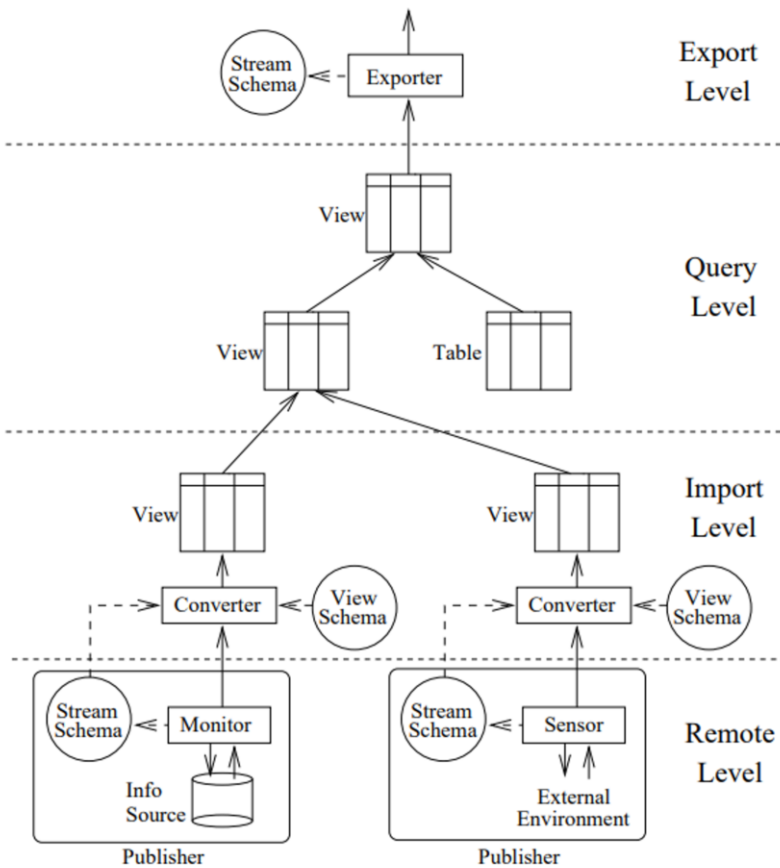 Stream
Schema
Exporter
Export
Level
View
View
Table
Query
Level
View
View
Import
Level
Converter
View
Schema
Converter
View
Schema
Stream
Schema
Monitor
Info
Source
Publisher
Stream
Schema
Sensor
External
Environment
Publisher
Remote
Level